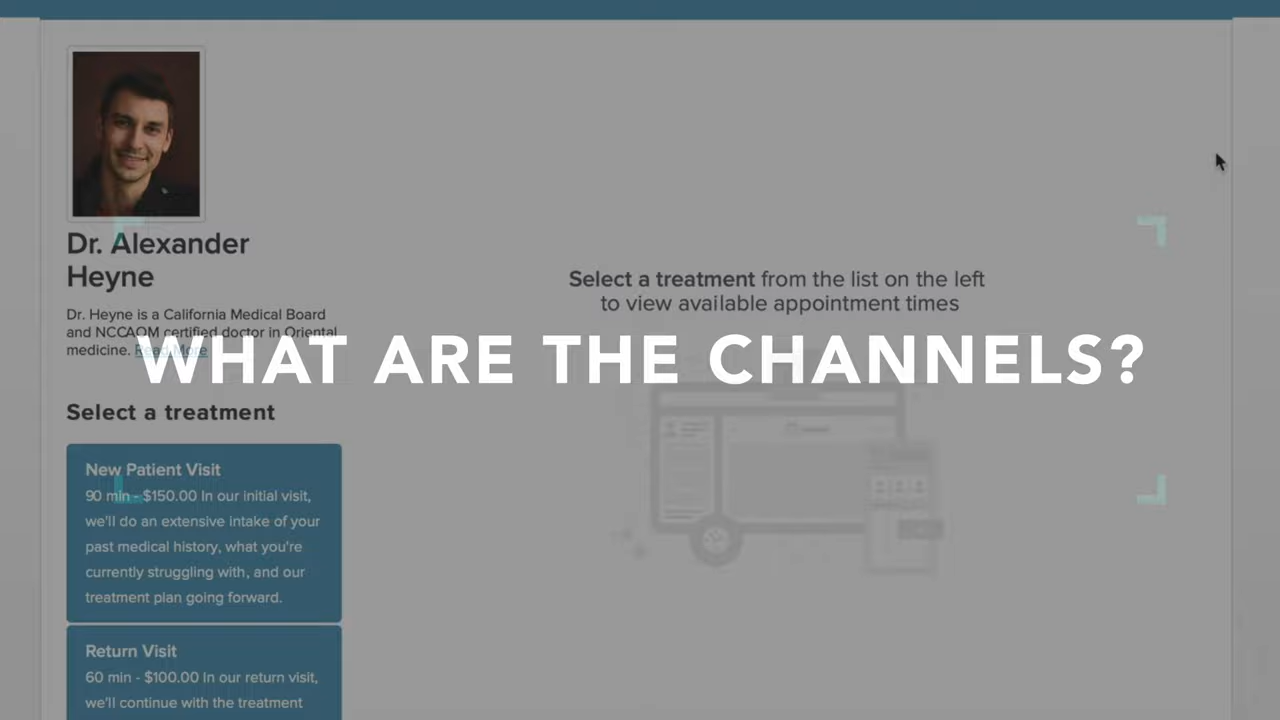 Dr. Alexander
Heyne
Dr. Heyne is a California Medical Board
and NCCAOM certified doctor in Oriental
medicine. Read More
Select a treatment from the list on the left
to view available appointment times
WHAT ARE THE CHANNELS?
Select a treatment
New Patient Visit
90 min - $150.00 In our initial visit,
we'll do an extensive intake of your
past medical history, what you're
currently struggling with, and our
treatment plan going forward.
Return Visit
60 min - $100.00 In our return visit,
we'll continue with the treatment